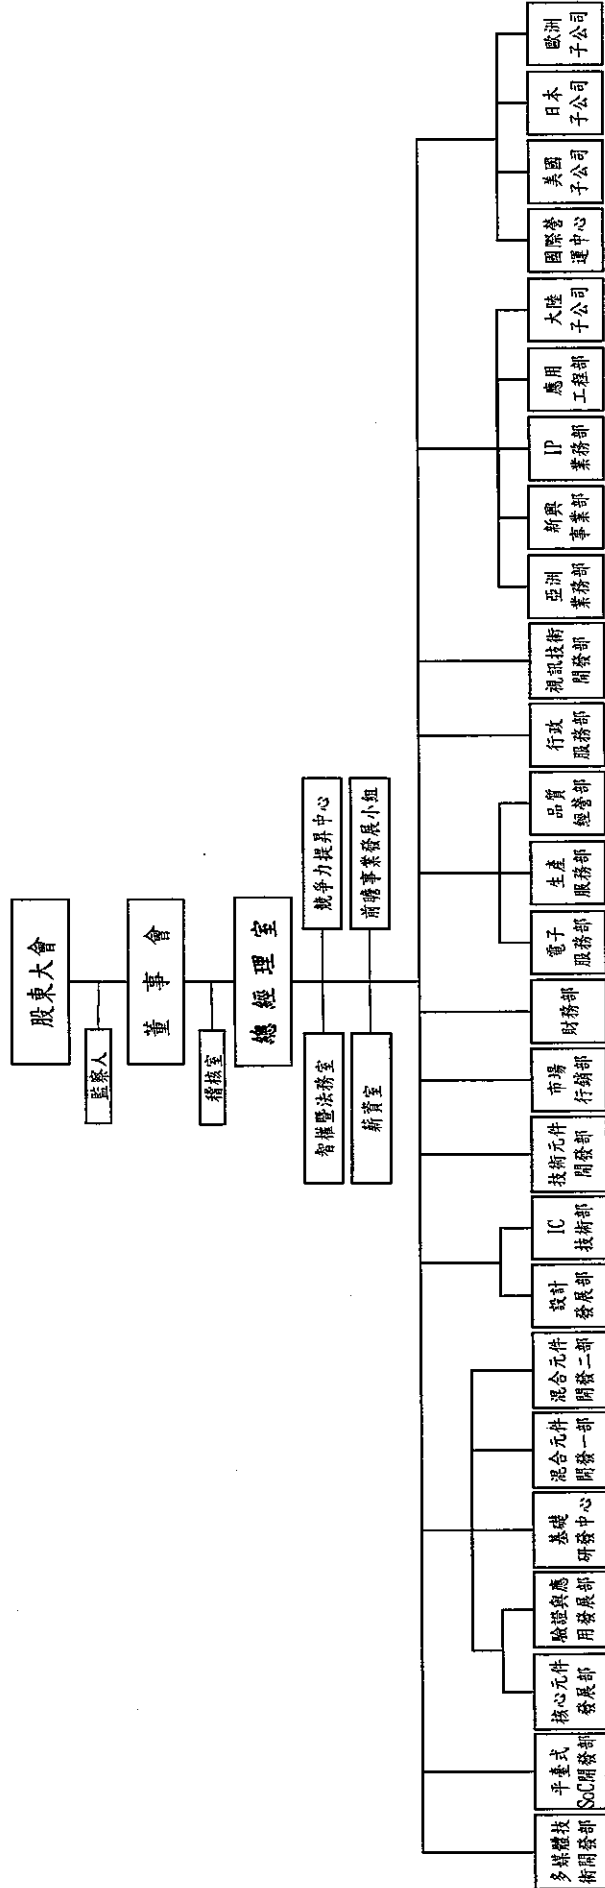 股東大會
監察人
董事會
稽核室
總經理室
智權暨法務室
競爭力提昇中心
薪資室
前瞻事業發展小組
多媒體技
術開發部
平臺式
SoC開發部
核心元件
發展部
驗證與應
用發展部
基礎
研發中心
混合元件
開發一部
混合元件
開發二部
設計
發展部
IC
技術部
技術元件
開發部
市場
行銷部
財務部
電子
服務部
生產
服務部
品質
經營部
行政
服務部
視訊技術
開發部
亞洲
業務部
新興
事業部
IP
業務部
應用
工程部
大陸
子公司
國際營
運中心
美國
子公司
日本
子公司
歐洲
子公司